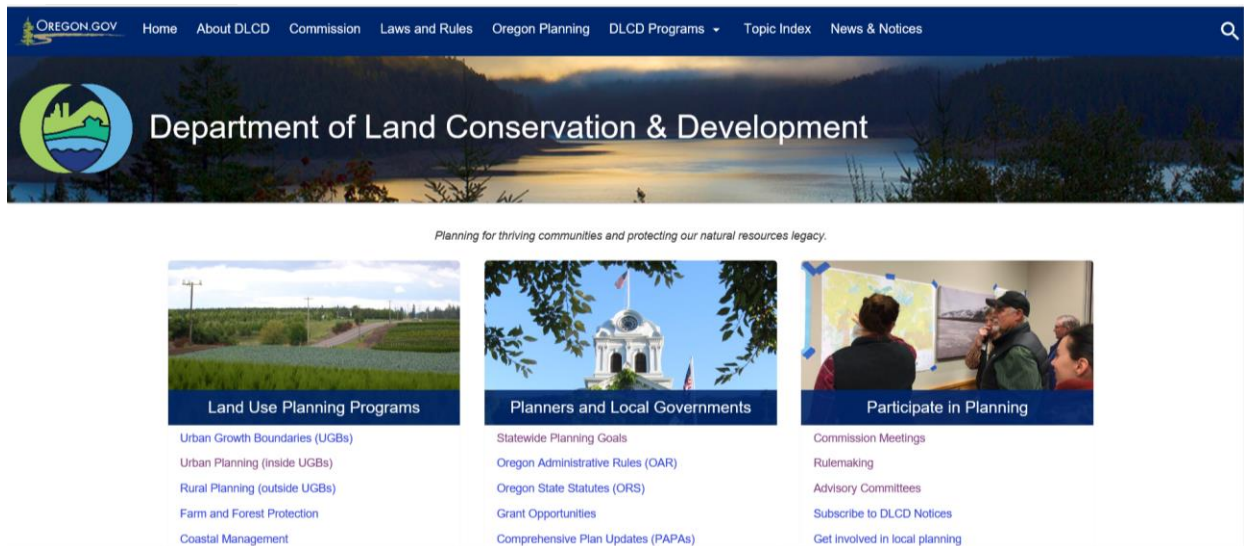 OREGON.GOV
Home About DLCD Commission Laws and Rules Oregon Planning DLCD Programs Topic Index News & Notices
Department of Land Conservation & Development
Planning for thriving communities and protecting our natural resources legacy.
Land Use Planning Programs
Urban Growth Boundaries (UGBs)
Urban Planning (inside UGBs)
Rural Planning (outside UGBs)
Farm and Forest Protection
Coastal Management
Planners and Local Governments
Statewide Planning Goals
Oregon Administrative Rules (OAR)
Oregon State Statutes (ORS)
Grant Opportunities
Comprehensive Plan Updates (PAPAs)
Participate in Planning
Commission Meetings
Rulemaking
Advisory Committees
Subscribe to DLCD Notices
Get involved in local planning